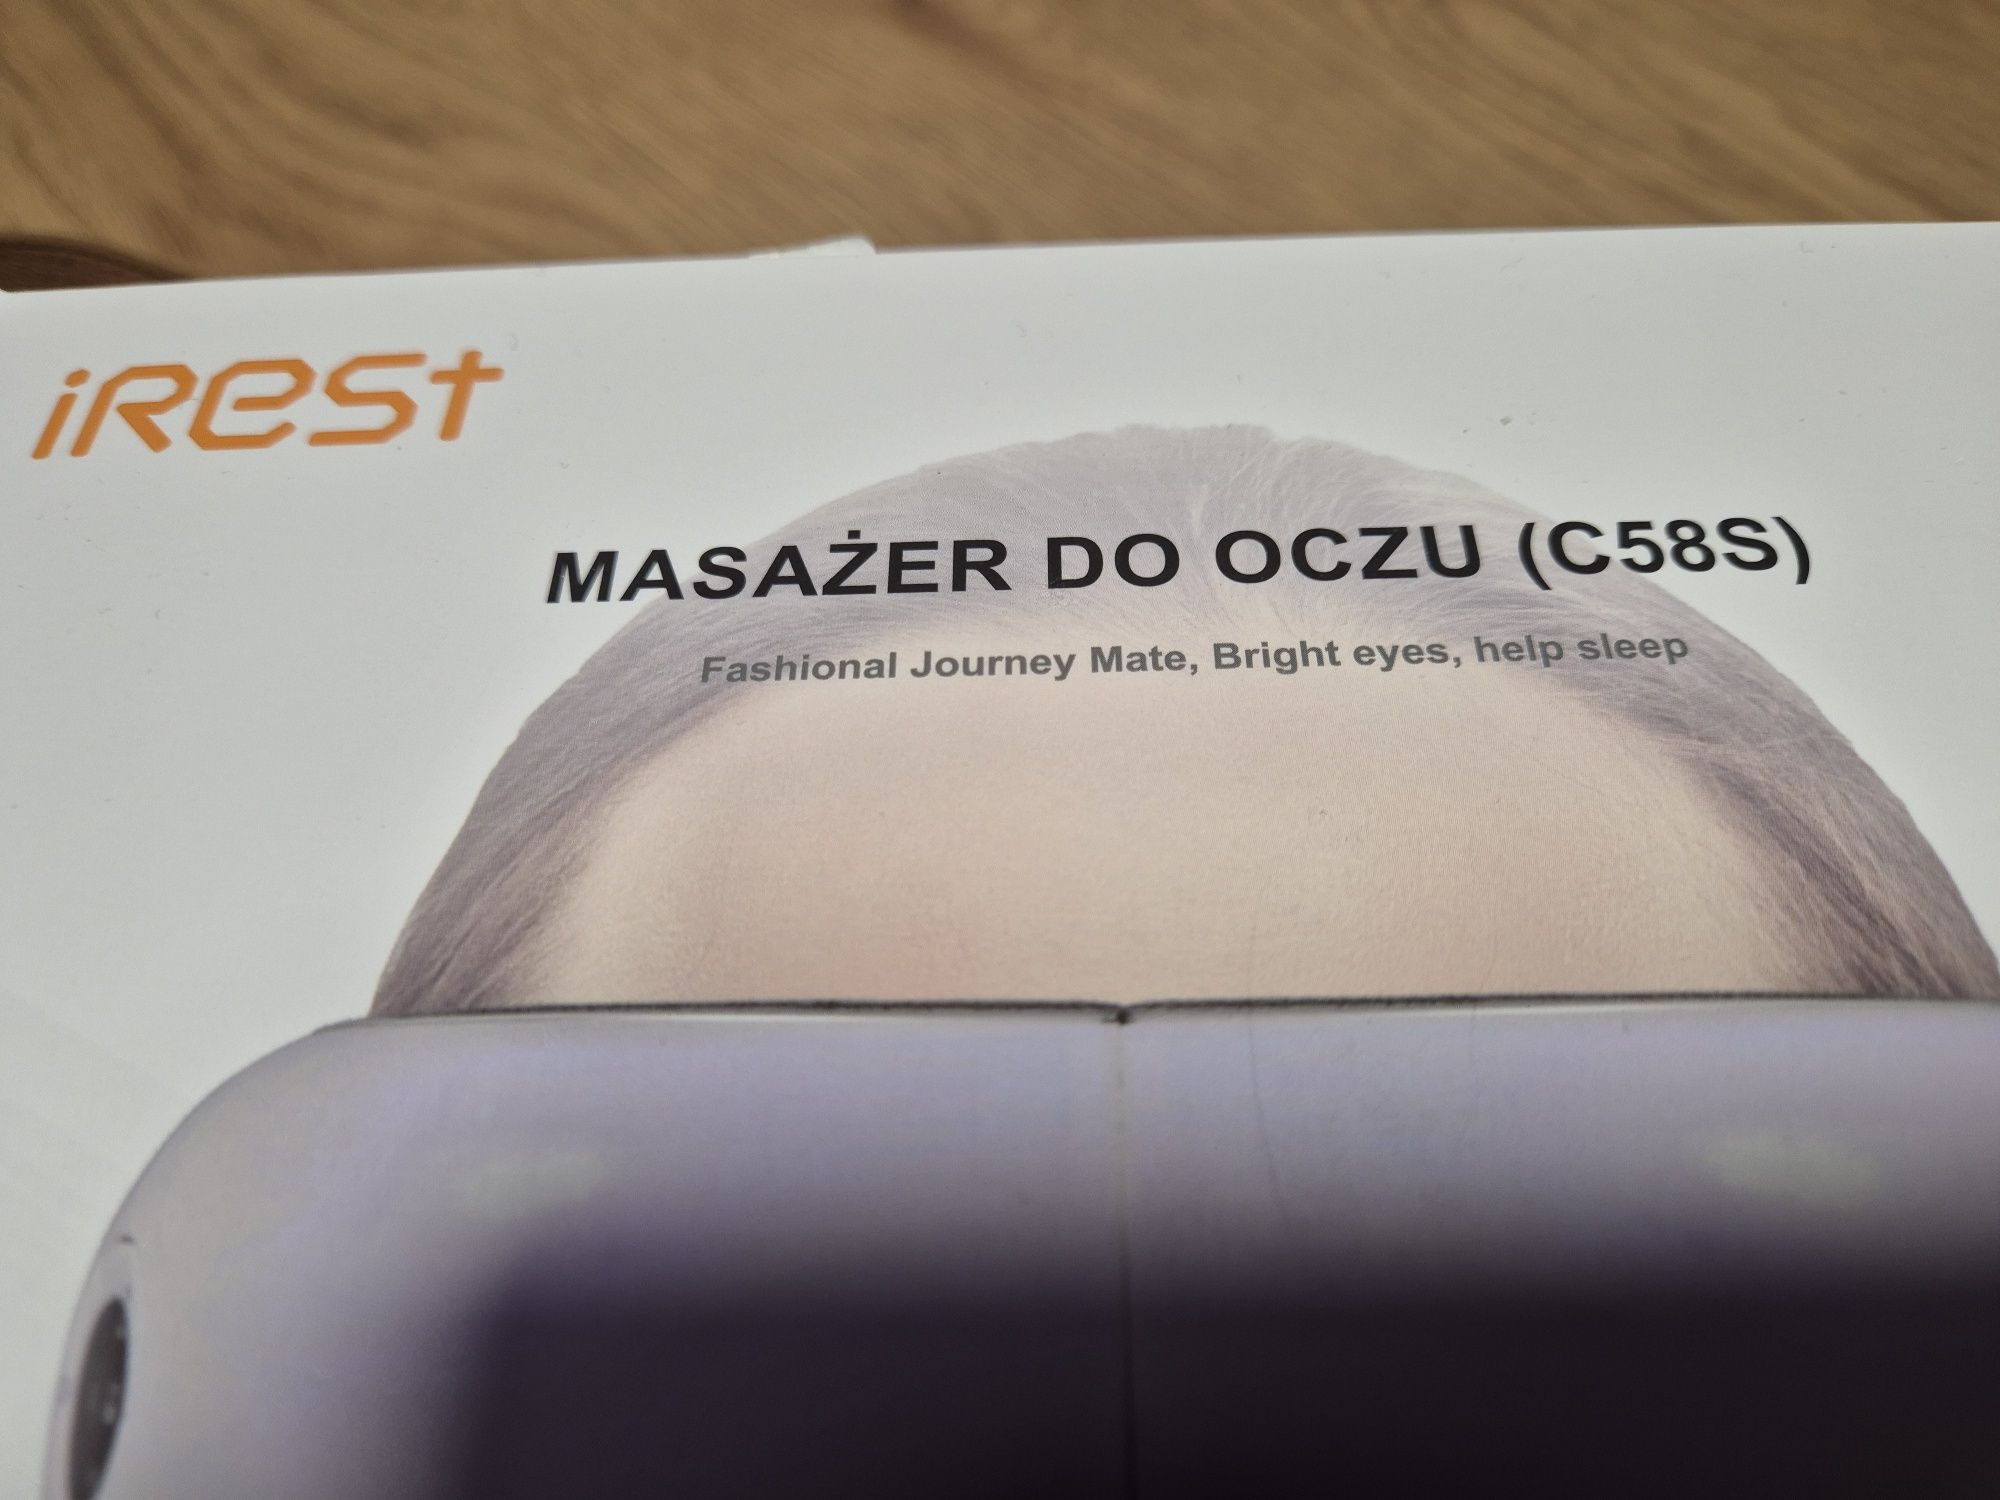 iRest
MASAŻER DO OCZU (C58S)
Fashional Journey Mate, Bright eyes, help sleep